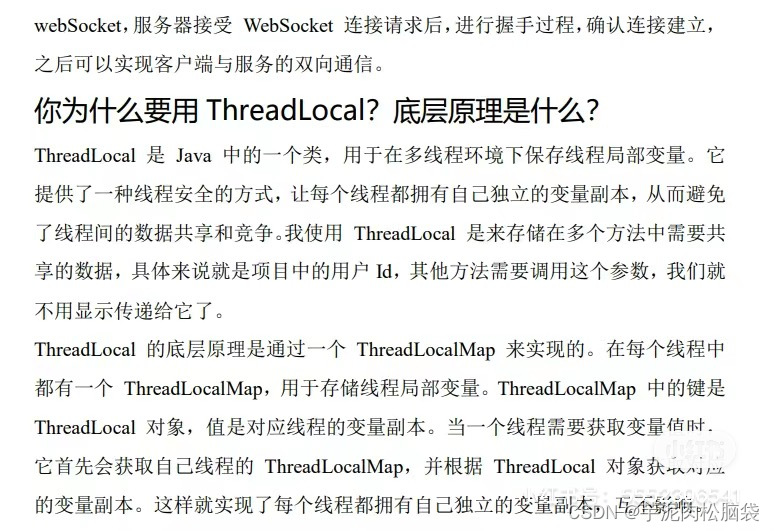 webSocket，服务器接受 WebSocket 连接请求后，进行握手过程，确认连接建立，
之后可以实现客户端与服务的双向通信。
你为什么要用 ThreadLocal？底层原理是什么？
ThreadLocal 是 Java 中的一个类，用于在多线程环境下保存线程局部变量。它
提供了一种线程安全的方式，让每个线程都拥有自己独立的变量副本，从而避免
了线程间的数据共享和竞争。我使用 ThreadLocal 是来存储在多个方法中需要共
享的数据，具体来说就是项目中的用户 Id，其他方法需要调用这个参数，我们就
不用显示传递给它了。
ThreadLocal 的底层原理是通过一个 ThreadLocalMap 来实现的。在每个线程中
都有一个 ThreadLocalMap，用于存储线程局部变量。ThreadLocalMap 中的键是
ThreadLocal 对象，值是对应线程的变量副本。当一个线程需要获取变量值时，
它首先会获取自己线程的 ThreadLocalMap，并根据 ThreadLocal 对象获取对应
的变量副本。这样就实现了每个线程都拥有自己独立的变量副本，互不影响。
小红书
CSDN @芋泥肉松脑袋